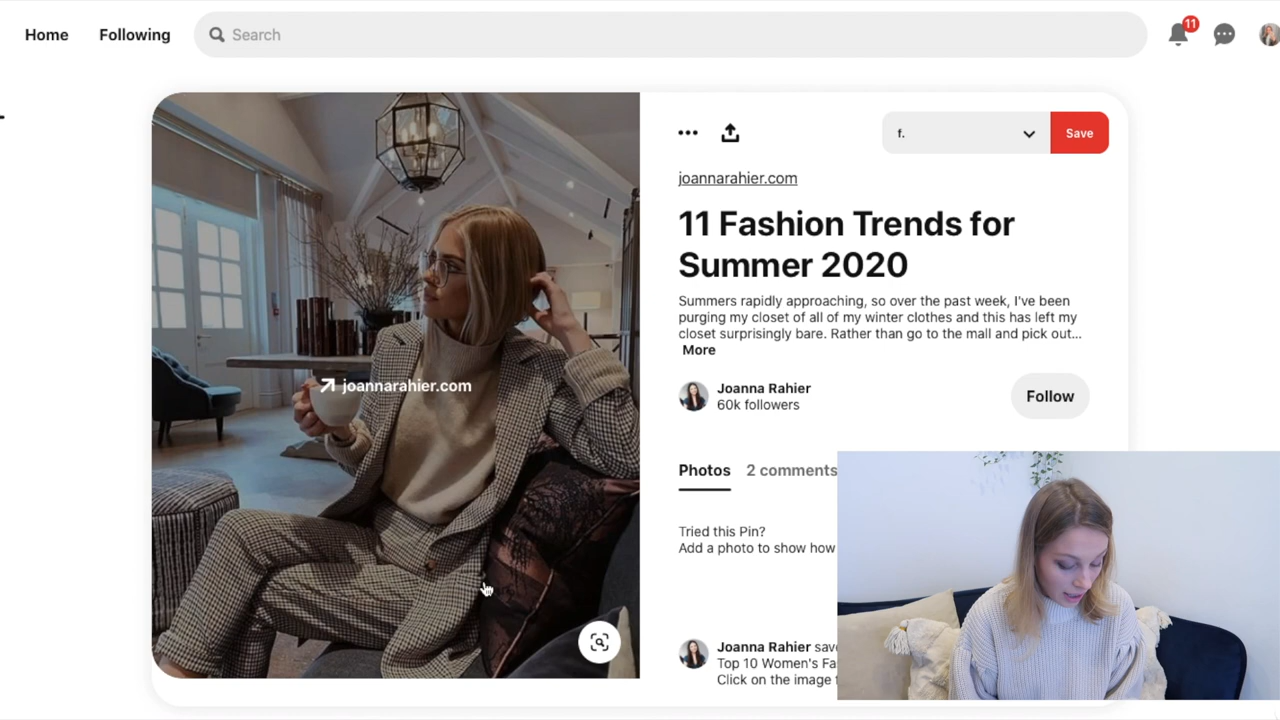 Home
Following
Search
11
f.
Save
joannarahier.com
11 Fashion Trends for
Summer 2020
Summers rapidly approaching, so over the past week, I've been
purging my closet of all of my winter clothes and this has left my
closet surprisingly bare. Rather than go to the mall and pick out...
More
joannarahier.com
Joanna Rahier
60k followers
Follow
Photos
2 comments
Tried this Pin?
Add a photo to show how
Joanna Rahier save
Top 10 Women's Fa
Click on the image